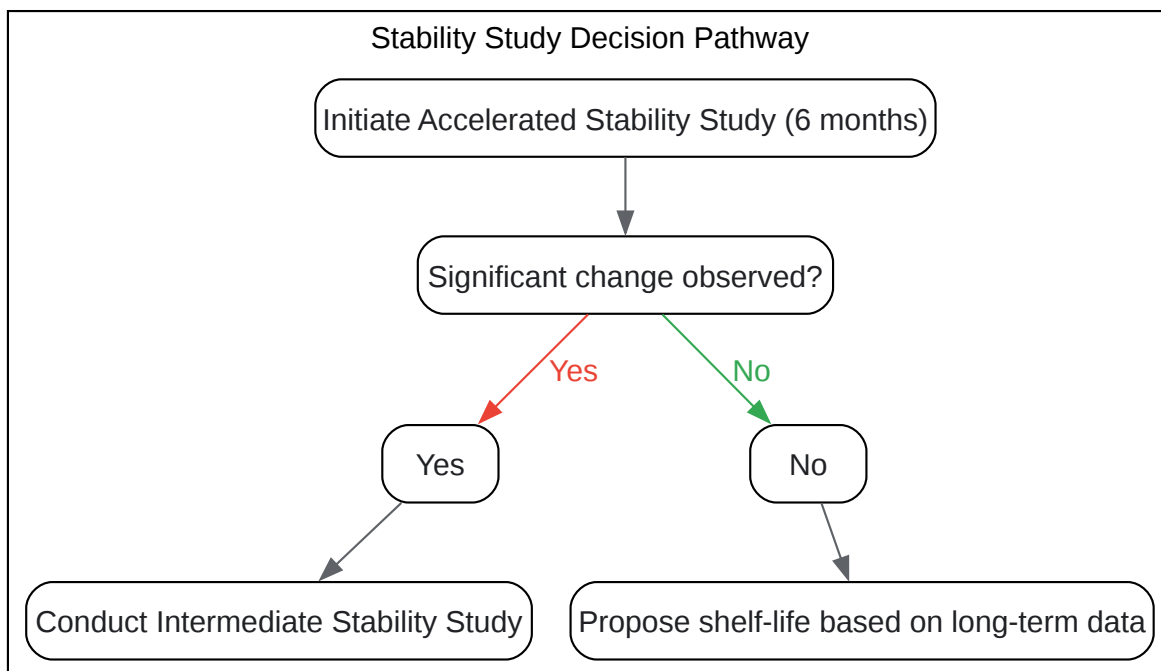 Stability Study Decision Pathway
Initiate Accelerated Stability Study (6 months)
Significant change observed?
Yes
No
Yes
No
Conduct Intermediate Stability Study
Propose shelf-life based on long-term data